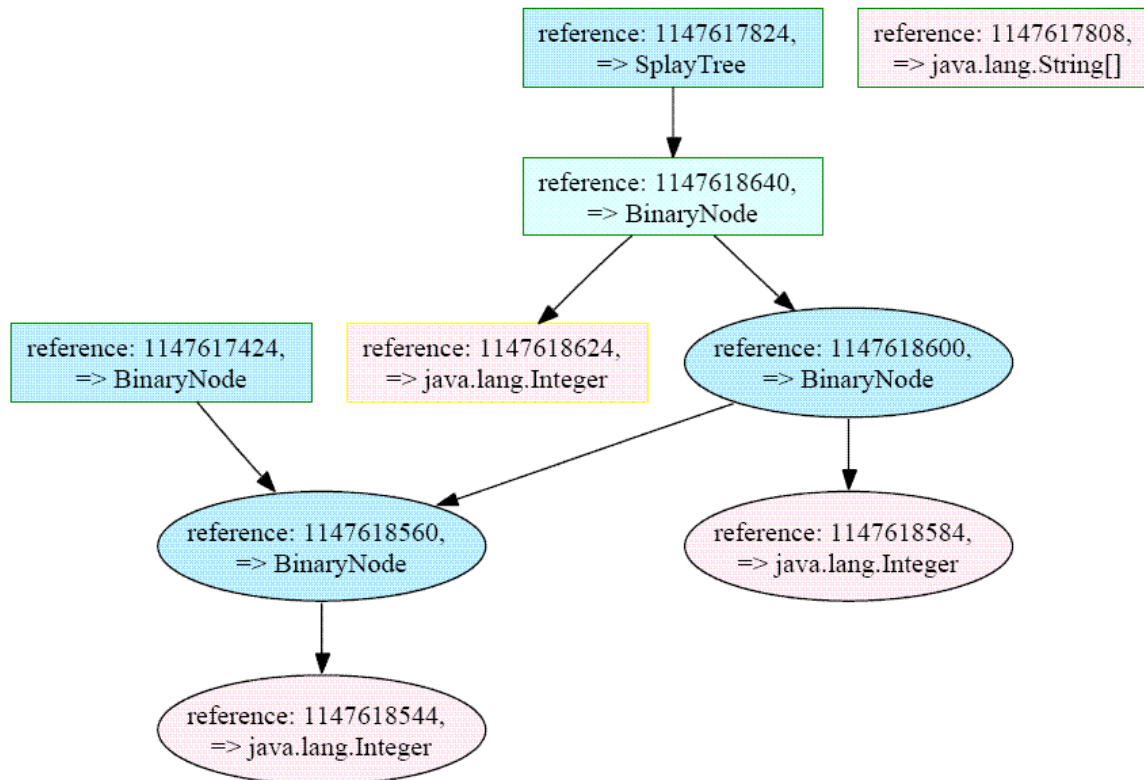 reference: 1147617824,
=> SplayTree
reference: 1147617808,
=> java.lang.String[]
reference: 1147618640,
=> BinaryNode
reference: 1147617424,
=> BinaryNode
reference: 1147618624,
=> java.lang.Integer
reference: 1147618600,
=> BinaryNode
reference: 1147618560,
=> BinaryNode
reference: 1147618584,
=> java.lang.Integer
reference: 1147618544,
=> java.lang.Integer